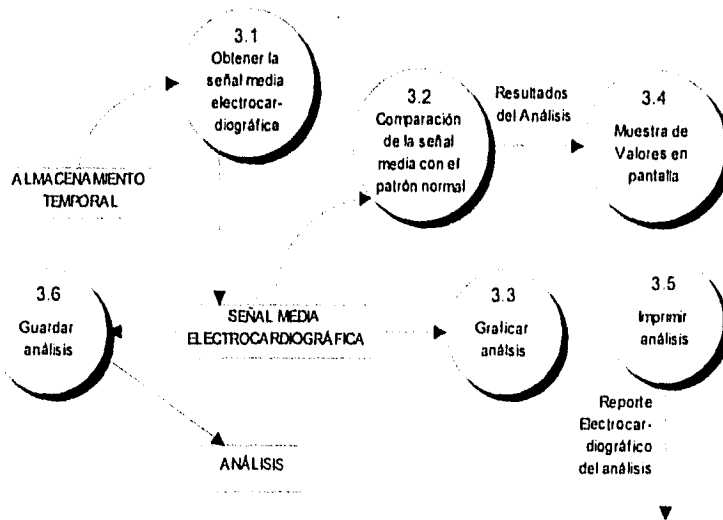 3.1
Obtener la
señal media
electrocar-
diográfica
3.2
Comparación
de la señal
media con el
patrón normal
Resultados
del Análisis
3.4
Muestra de
Valores en
pantalla
ALMACENAMIENTO
TEMPORAL
3.6
Guardar
análisis
SEÑAL MEDIA
ELECTROCARDIOGRÁFICA
3.3
Graficar
análsis
3.5
Imprimir
análisis
Reporte
Electrocar-
diográfico
del análisis
ANÁLISIS